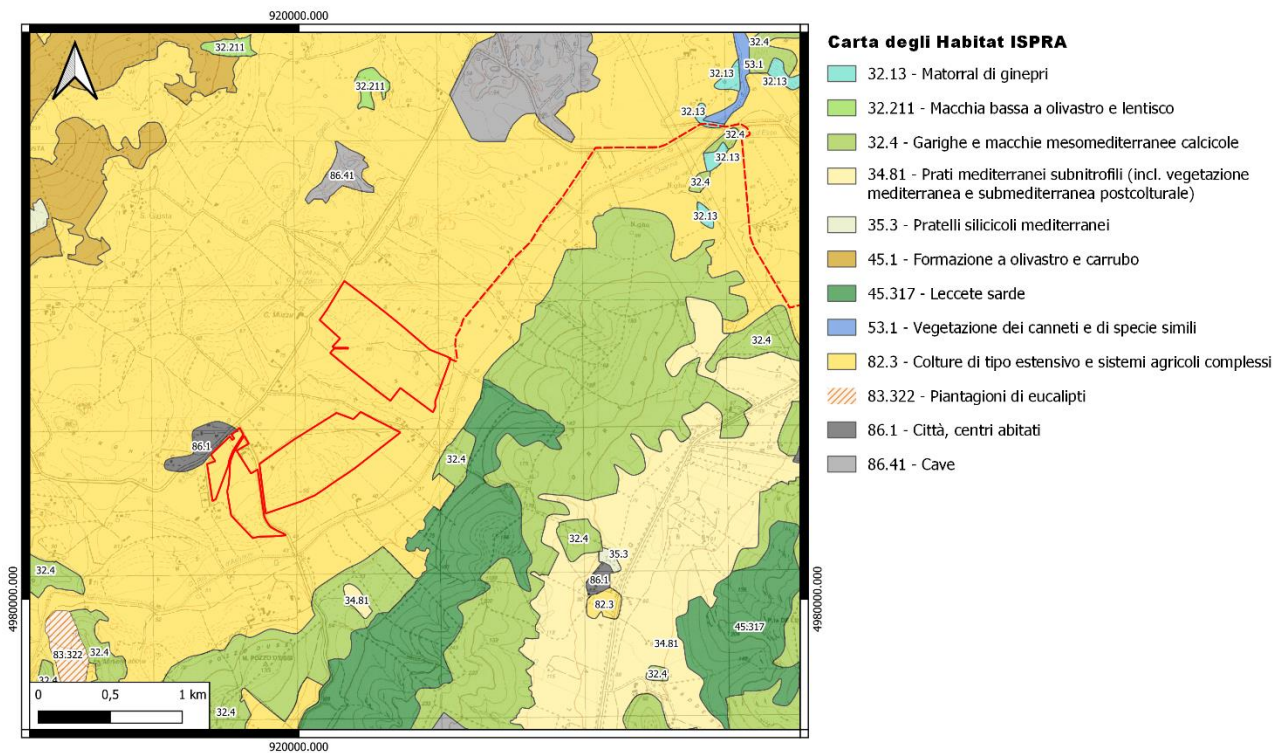 920000.000
32.211
32.4
53.1
32.13
32.13
32.211
32.13
32.4
32.13
86.41
32.4
32.13
32.4
86.1
32.4
32.4
35.3
4980000.000
4980000.000
32.4
86.1
82.3
34.81
45.317
34.81
83.322
32.4
32.4
32.4
32.4
0 0,5 1 km
920000.000
Carta degli Habitat ISPRA
32.13 - Matorral di ginepri
32.211 - Macchia bassa a olivastro e lentisco
32.4 - Garighe e macchie mesomediterranee calcicole
34.81 - Prati mediterranei subnitrofili (incl. vegetazione
mediterranea e submediterranea postcolturale)
35.3 - Pratelli silicicoli mediterranei
45.1 - Formazione a olivastro e carrubo
45.317 - Leccete sarde
53.1 - Vegetazione dei canneti e di specie simili
82.3 - Colture di tipo estensivo e sistemi agricoli complessi
83.322 - Piantagioni di eucalipti
86.1 - Città, centri abitati
86.41 - Cave